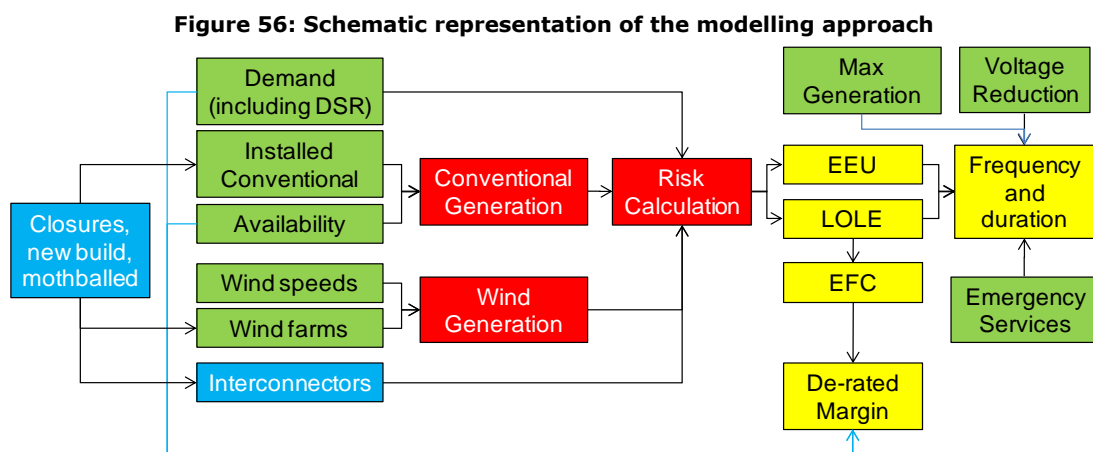 Figure 56: Schematic representation of the modelling approach
Demand
(including DSR)
Installed
Conventional
Availability
Closures,
new build,
mothballed
Wind speeds
Wind farms
Interconnectors
Conventional
Generation
Wind
Generation
Risk
Calculation
Max
Generation
Voltage
Reduction
EEU
LOLE
EFC
De-rated
Margin
Frequency
and
duration
Emergency
Services